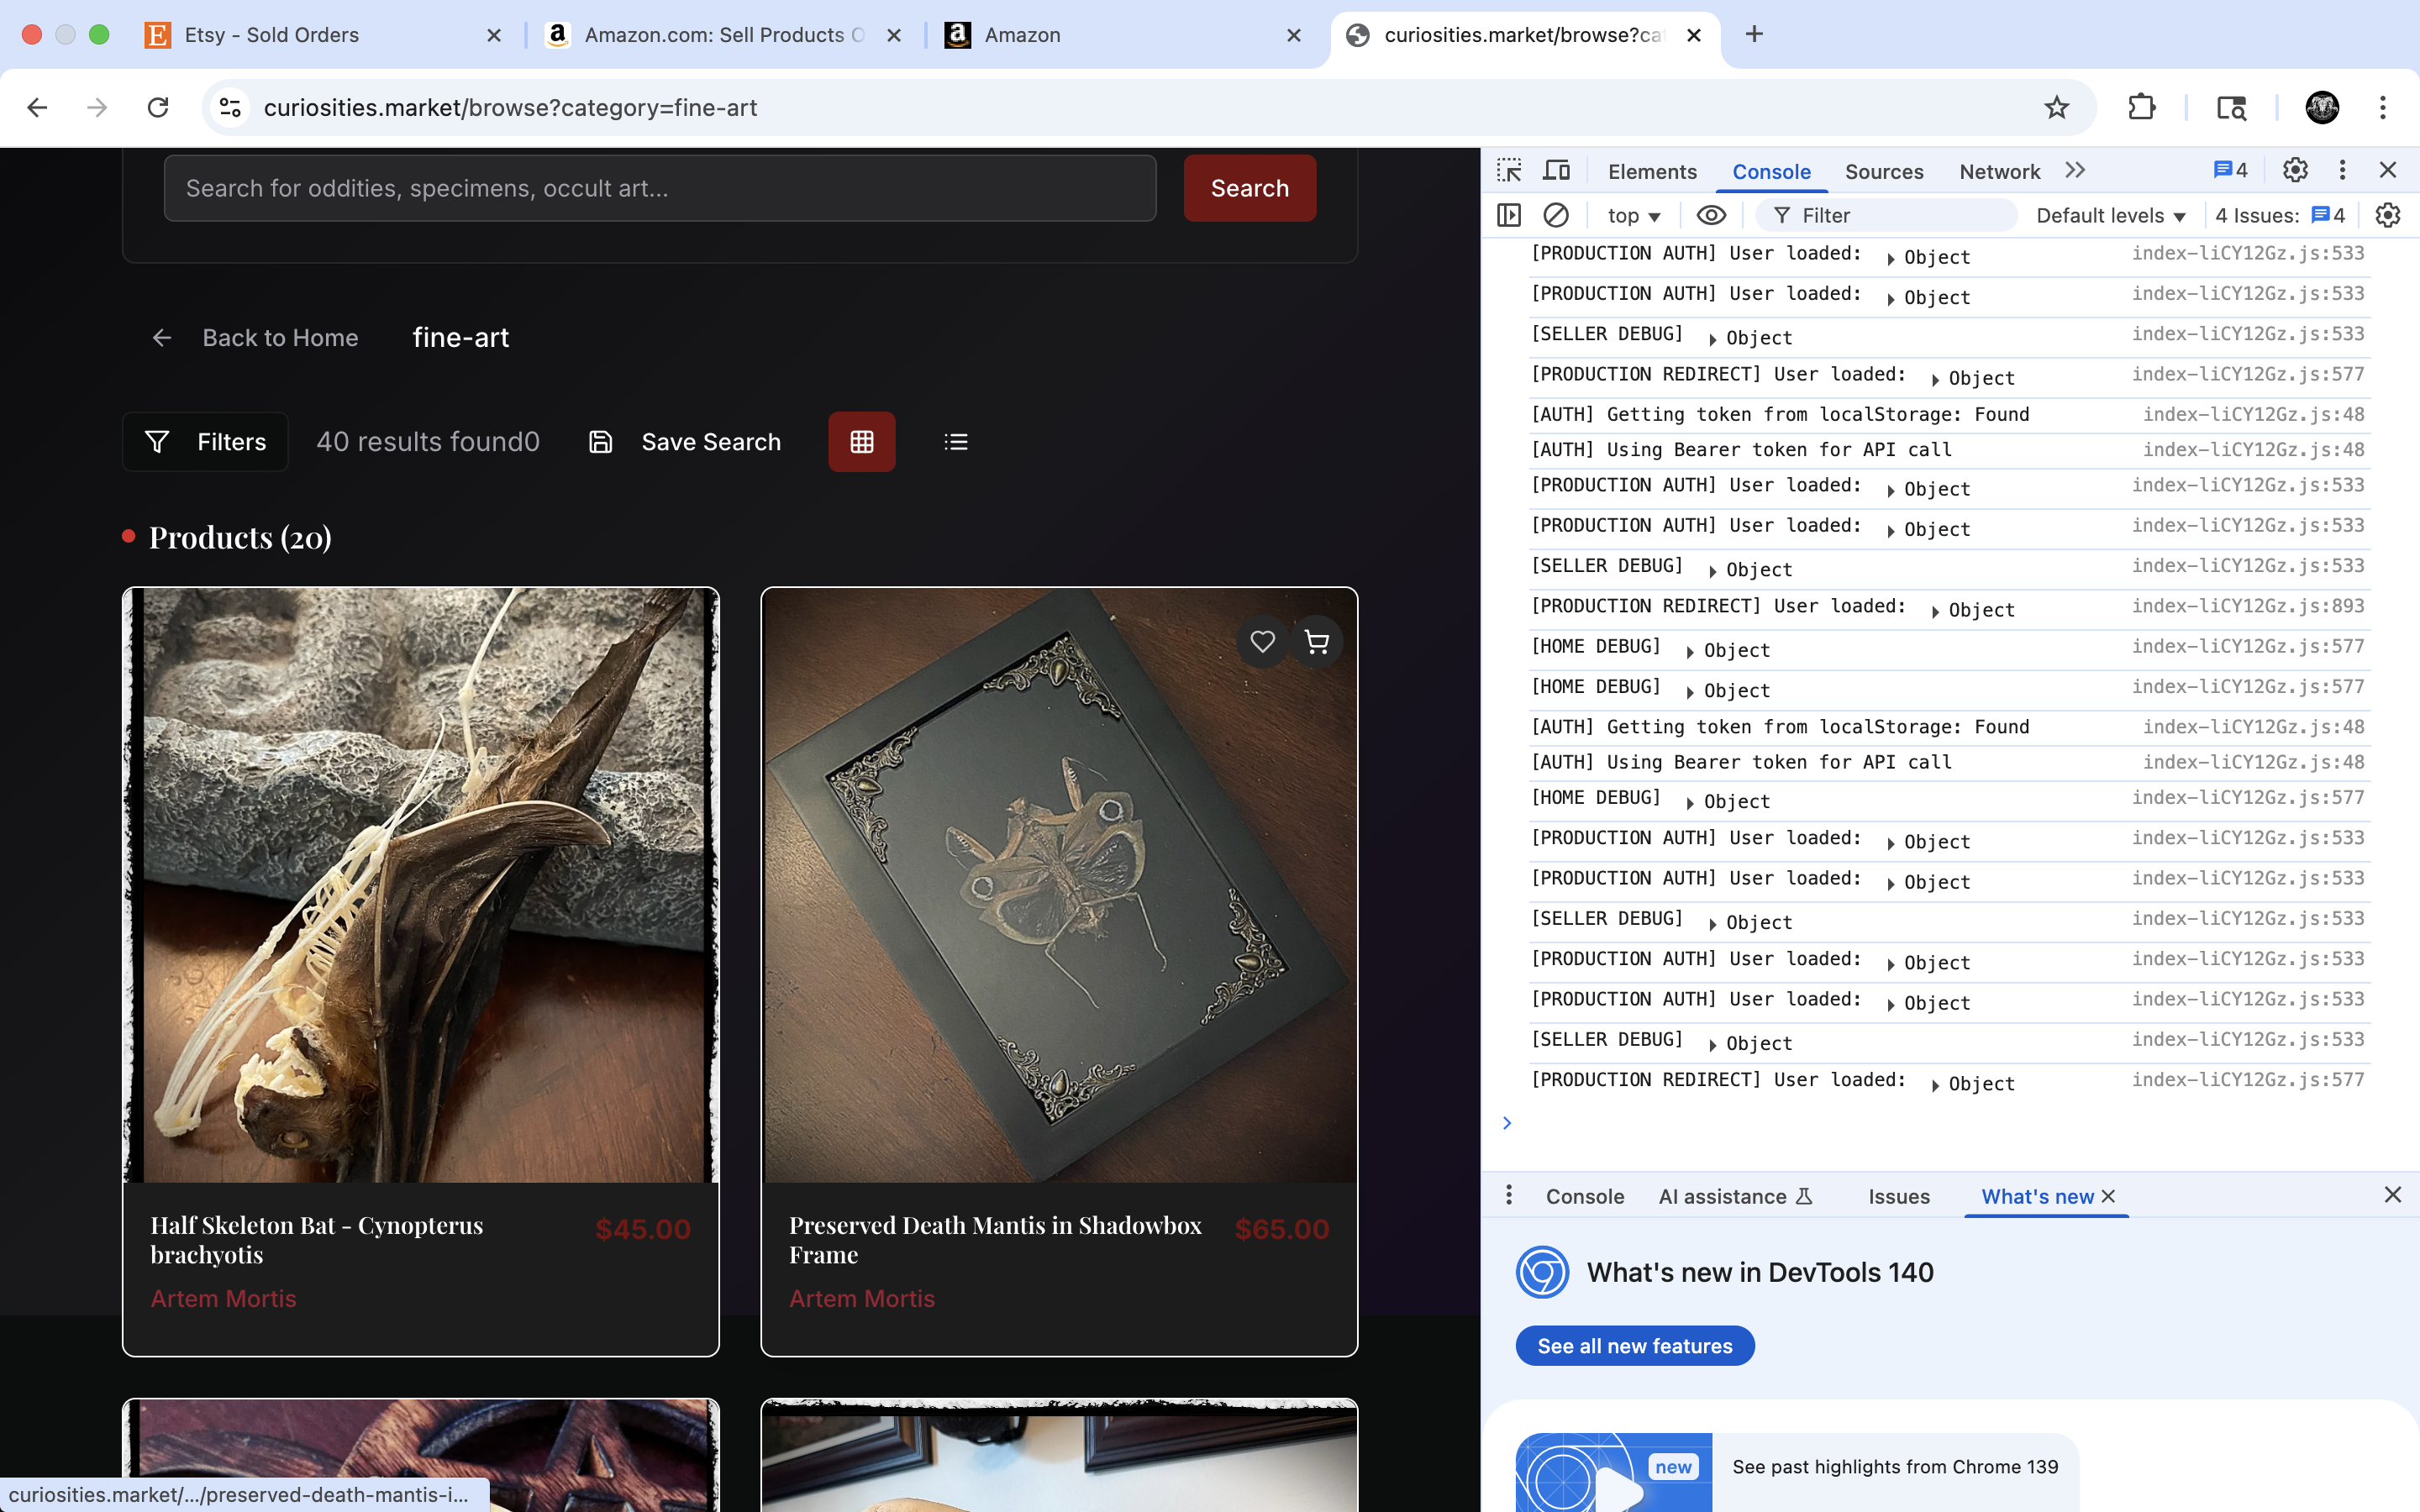 Etsy - Sold Orders
Amazon.com: Sell Products O
Amazon
curiosities.market/browse?ca
curiosities.market/browse?category=fine-art
Search for oddities, specimens, occult art...
Search
Back to Home
fine-art
Filters
40 results found0
Save Search
Products (20)
Half Skeleton Bat - Cynopterus
brachyotis
$45.00
Artem Mortis
Preserved Death Mantis in Shadowbox
Frame
$65.00
Artem Mortis
curiosities.market/.../preserved-death-mantis-i...
Elements
Console
Sources
Network
4
top
Filter
Default levels
4 Issues:
4
[PRODUCTION AUTH] User loaded: Object index-liCY12Gz.js:533
[PRODUCTION AUTH] User loaded: Object index-liCY12Gz.js:533
[SELLER DEBUG] Object index-liCY12Gz.js:533
[PRODUCTION REDIRECT] User loaded: Object index-liCY12Gz.js:577
[AUTH] Getting token from localStorage: Found index-liCY12Gz.js:48
[AUTH] Using Bearer token for API call index-liCY12Gz.js:48
[PRODUCTION AUTH] User loaded: Object index-liCY12Gz.js:533
[PRODUCTION AUTH] User loaded: Object index-liCY12Gz.js:533
[SELLER DEBUG] Object index-liCY12Gz.js:533
[PRODUCTION REDIRECT] User loaded: Object index-liCY12Gz.js:893
[HOME DEBUG] Object index-liCY12Gz.js:577
[HOME DEBUG] Object index-liCY12Gz.js:577
[AUTH] Getting token from localStorage: Found index-liCY12Gz.js:48
[AUTH] Using Bearer token for API call index-liCY12Gz.js:48
[HOME DEBUG] Object index-liCY12Gz.js:577
[PRODUCTION AUTH] User loaded: Object index-liCY12Gz.js:533
[PRODUCTION AUTH] User loaded: Object index-liCY12Gz.js:533
[SELLER DEBUG] Object index-liCY12Gz.js:533
[PRODUCTION AUTH] User loaded: Object index-liCY12Gz.js:533
[PRODUCTION AUTH] User loaded: Object index-liCY12Gz.js:533
[SELLER DEBUG] Object index-liCY12Gz.js:533
[PRODUCTION REDIRECT] User loaded: Object index-liCY12Gz.js:577
Console
AI assistance
Issues
What's new
What's new in DevTools 140
See all new features
new
See past highlights from Chrome 139